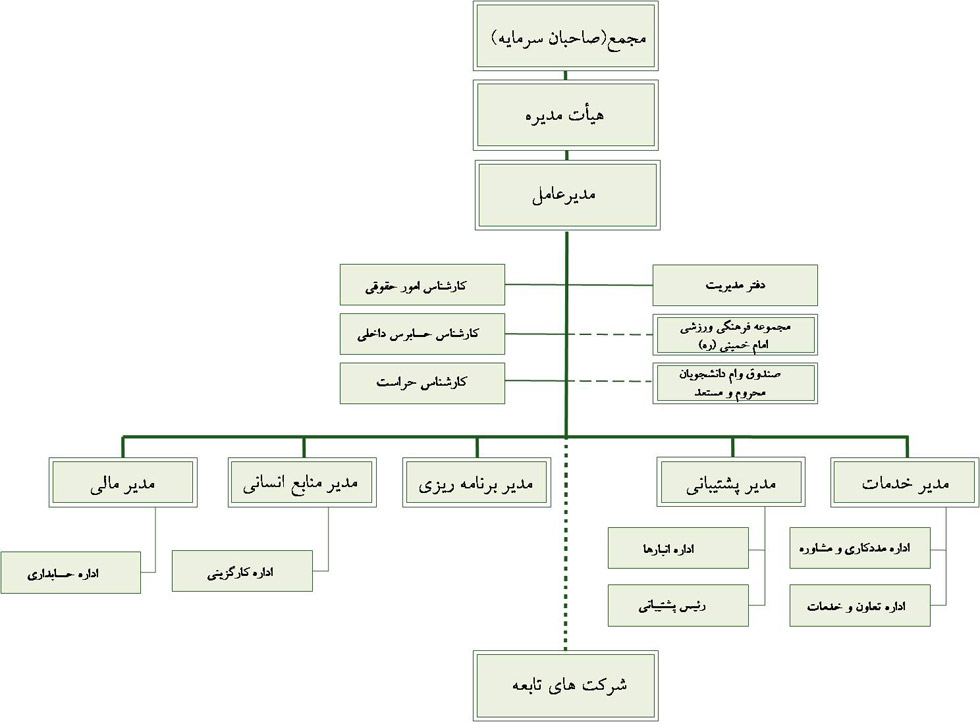 مجمع(صاحبان سرمایه)
هیأت مدیره
مدیرعامل
دفتر مدیریت
کارشناس امور حقوقی
مجموعه فرهنگی ورزشی
امام خمینی (ره)
کارشناس حسابرس داخلی
صندوق وام دانشجویان
محروم و مستعد
کارشناس حراست
مدیر خدمات
مدیر پشتیبانی
مدیر برنامه ریزی
مدیر منابع انسانی
مدیر مالی
اداره مددکاری و مشاوره
اداره انبارها
اداره کارگزینی
اداره حسابداری
اداره تعاون و خدمات
رئیس پشتیبانی
شرکت های تابعه